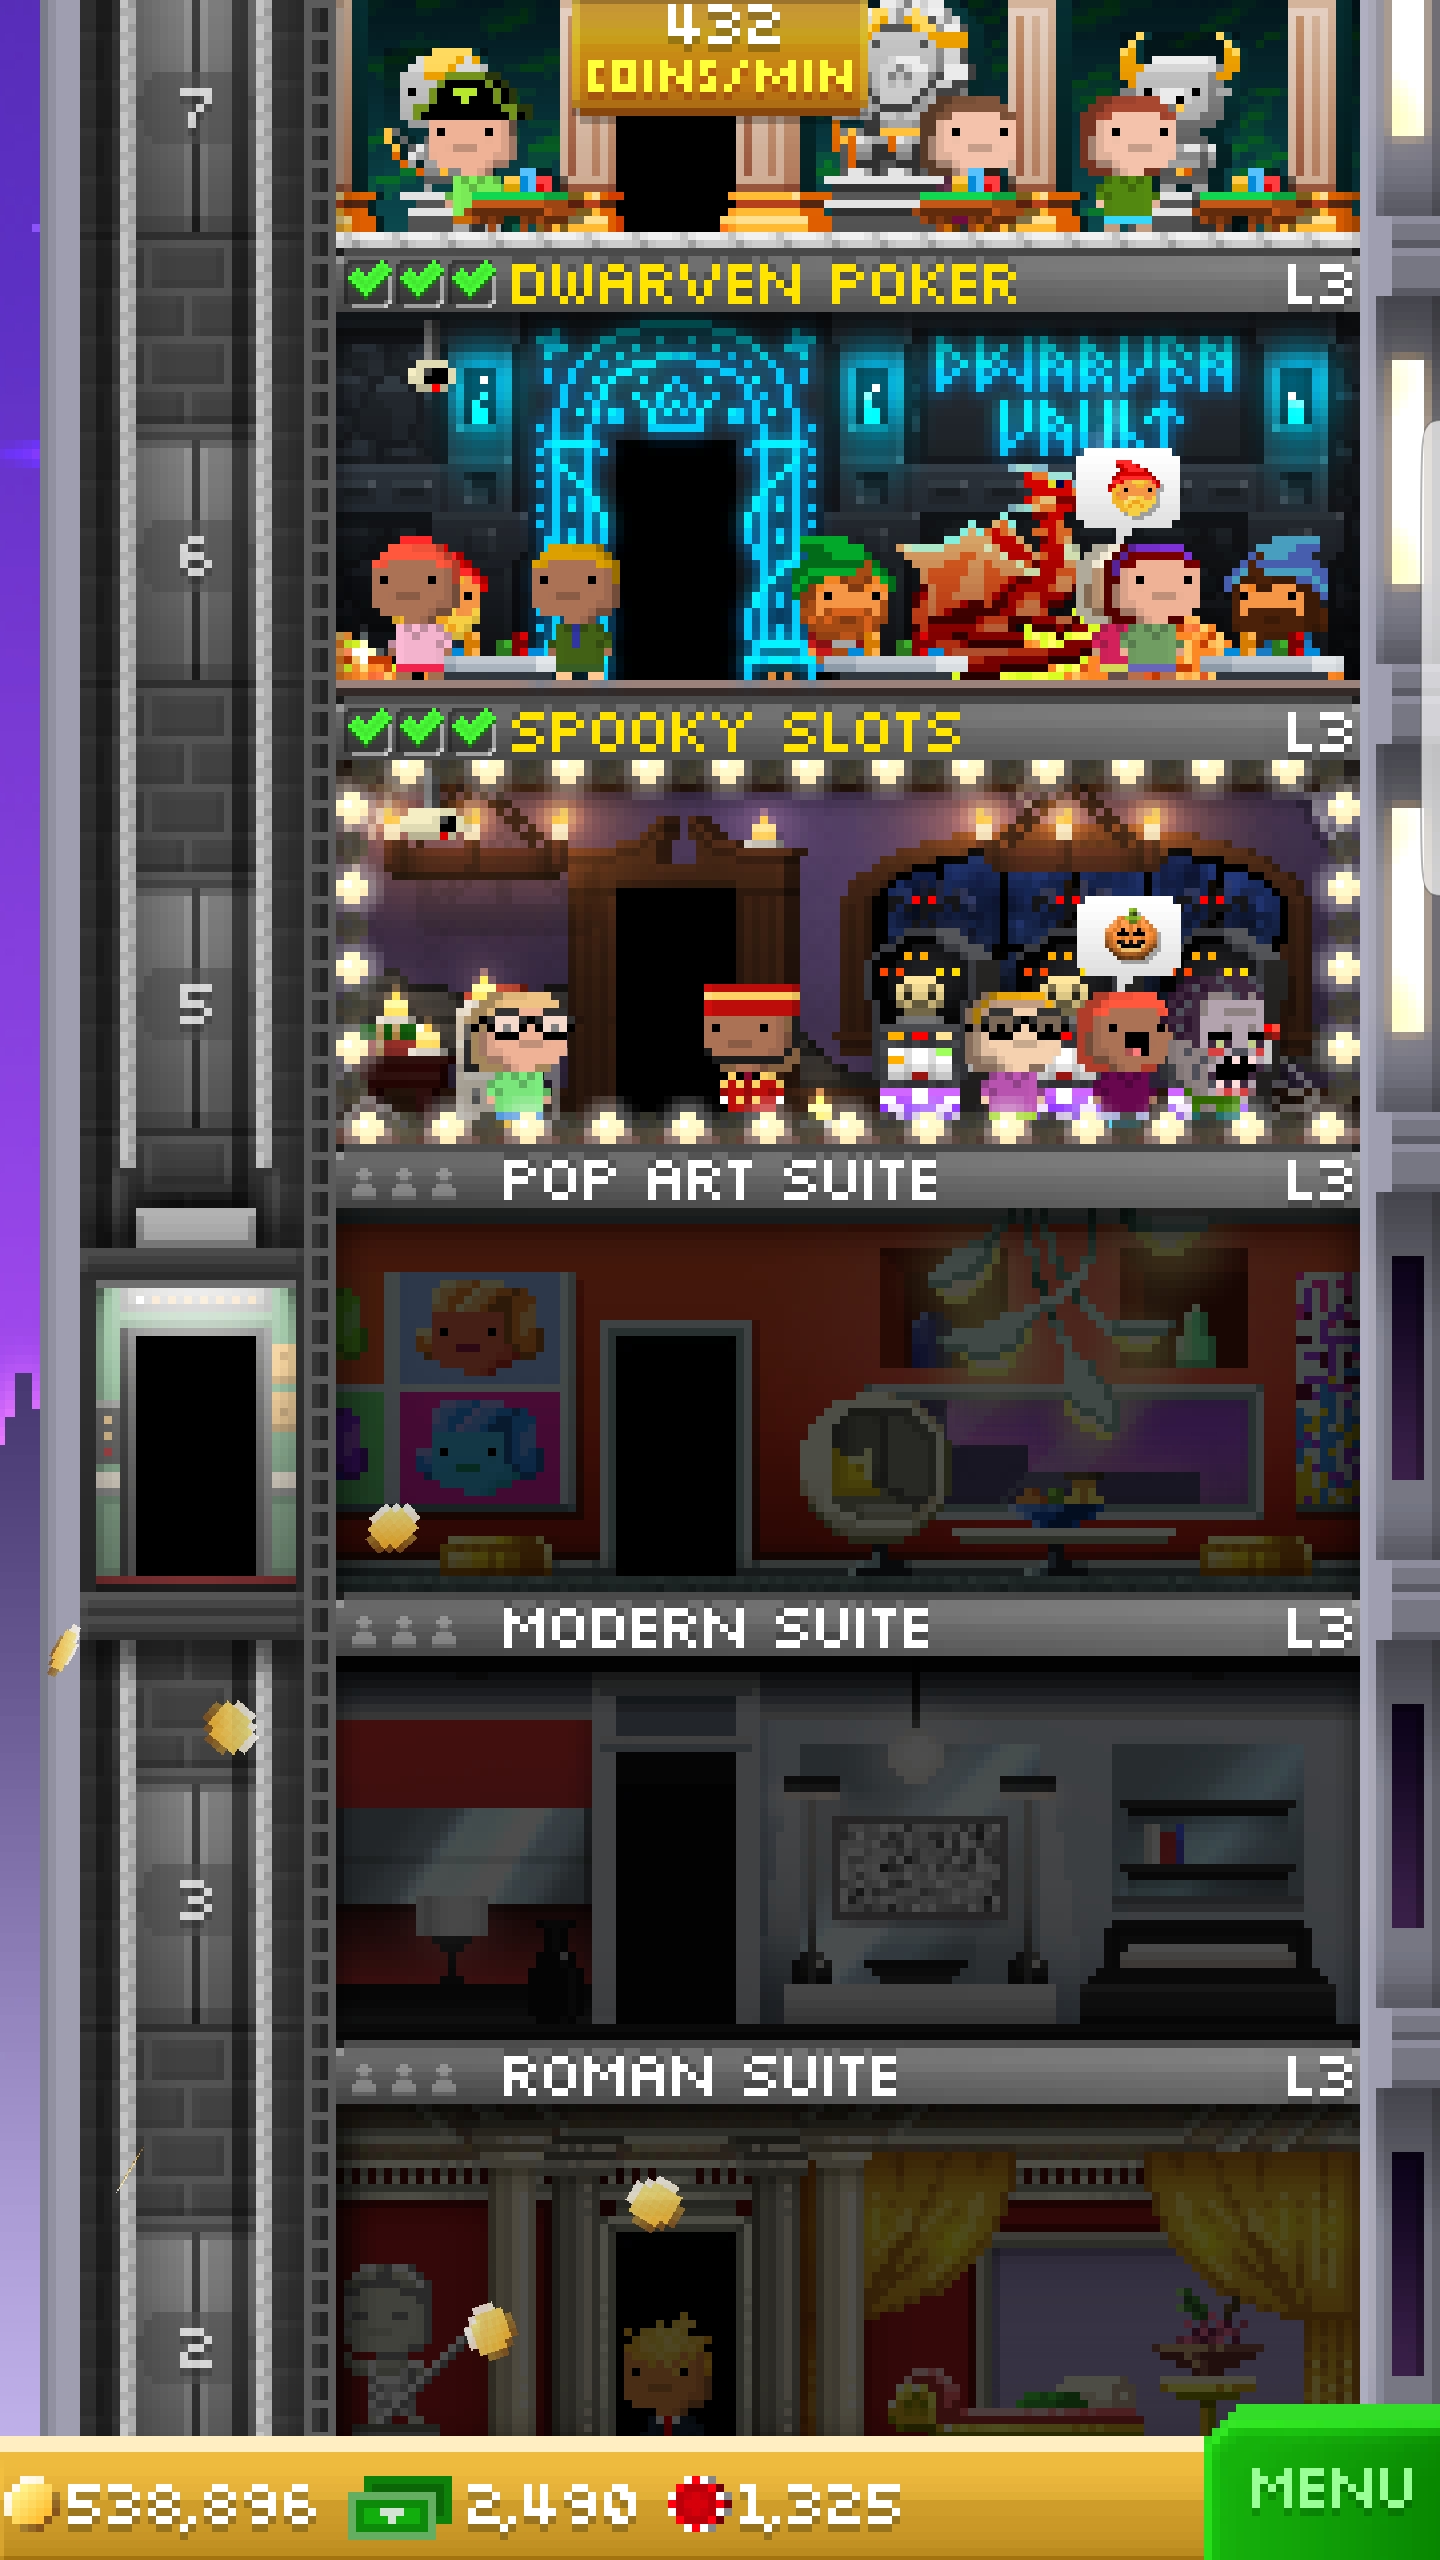 432
COINS/MIN
7
DWARVEN POKER L3
DWARVEN
VAULT
6
SPOOKY SLOTS L3
5
POP ART SUITE L3
MODERN SUITE L3
3
ROMAN SUITE L3
2
538,896 2,490 1,325
MENU